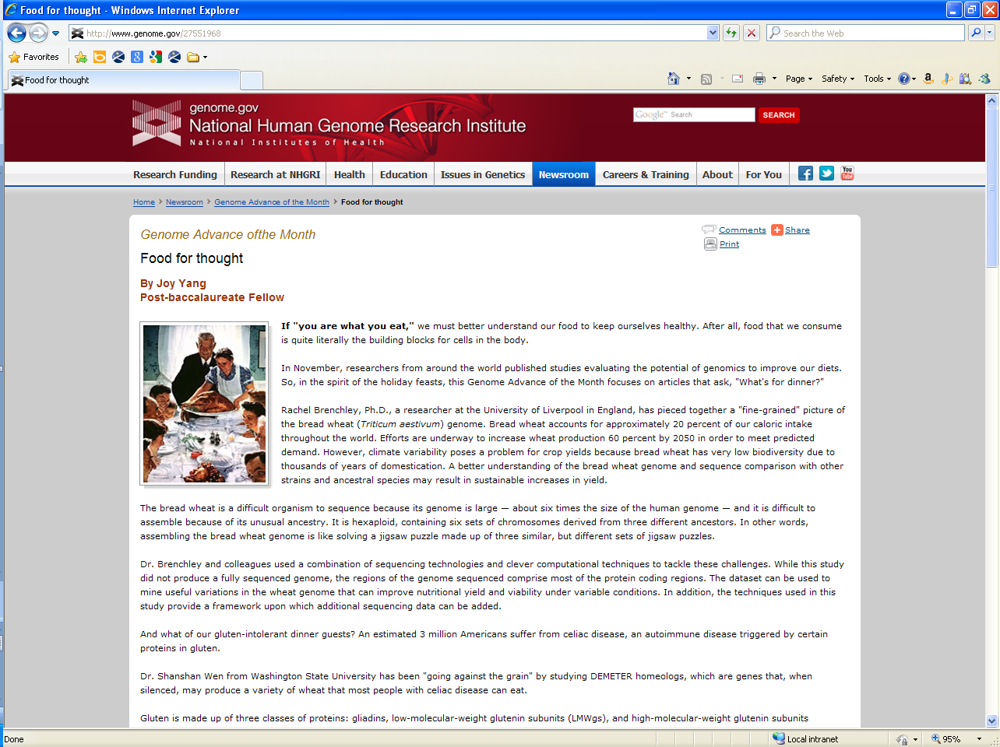 Food for thought - Windows Internet Explorer
http://www.genome.gov/27551968
Search the Web
Favorites
Food for thought
Page Safety Tools
genome.gov
National Human Genome Research Institute
National Institutes of Health
Google™ Search SEARCH
Research Funding Research at NHGRI Health Education Issues in Genetics Newsroom Careers & Training About For You
You Tube
Home > Newsroom > Genome Advance of the Month > Food for thought
Genome Advance ofthe Month
Comments Share
Print
Food for thought
By Joy Yang
Post-baccalaureate Fellow
If "you are what you eat," we must better understand our food to keep ourselves healthy. After all, food that we consume
is quite literally the building blocks for cells in the body.
In November, researchers from around the world published studies evaluating the potential of genomics to improve our diets.
So, in the spirit of the holiday feasts, this Genome Advance of the Month focuses on articles that ask, "What's for dinner?"
Rachel Brenchley, Ph.D., a researcher at the University of Liverpool in England, has pieced together a "fine-grained" picture of
the bread wheat (Triticum aestivum) genome. Bread wheat accounts for approximately 20 percent of our caloric intake
throughout the world. Efforts are underway to increase wheat production 60 percent by 2050 in order to meet predicted
demand. However, climate variability poses a problem for crop yields because bread wheat has very low biodiversity due to
thousands of years of domestication. A better understanding of the bread wheat genome and sequence comparison with other
strains and ancestral species may result in sustainable increases in yield.
The bread wheat is a difficult organism to sequence because its genome is large — about six times the size of the human genome — and it is difficult to
assemble because of its unusual ancestry. It is hexaploid, containing six sets of chromosomes derived from three different ancestors. In other words,
assembling the bread wheat genome is like solving a jigsaw puzzle made up of three similar, but different sets of jigsaw puzzles.
Dr. Brenchley and colleagues used a combination of sequencing technologies and clever computational techniques to tackle these challenges. While this study
did not produce a fully sequenced genome, the regions of the genome sequenced comprise most of the protein coding regions. The dataset can be used to
mine useful variations in the wheat genome that can improve nutritional yield and viability under variable conditions. In addition, the techniques used in this
study provide a framework upon which additional sequencing data can be added.
And what of our gluten-intolerant dinner guests? An estimated 3 million Americans suffer from celiac disease, an autoimmune disease triggered by certain
proteins in gluten.
Dr. Shanshan Wen from Washington State University has been "going against the grain" by studying DEMETER homeologs, which are genes that, when
silenced, may produce a variety of wheat that most people with celiac disease can eat.
Gluten is made up of three classes of proteins: gliadins, low-molecular-weight glutenin subunits (LMWgs), and high-molecular-weight glutenin subunits
Done Local intranet 95%